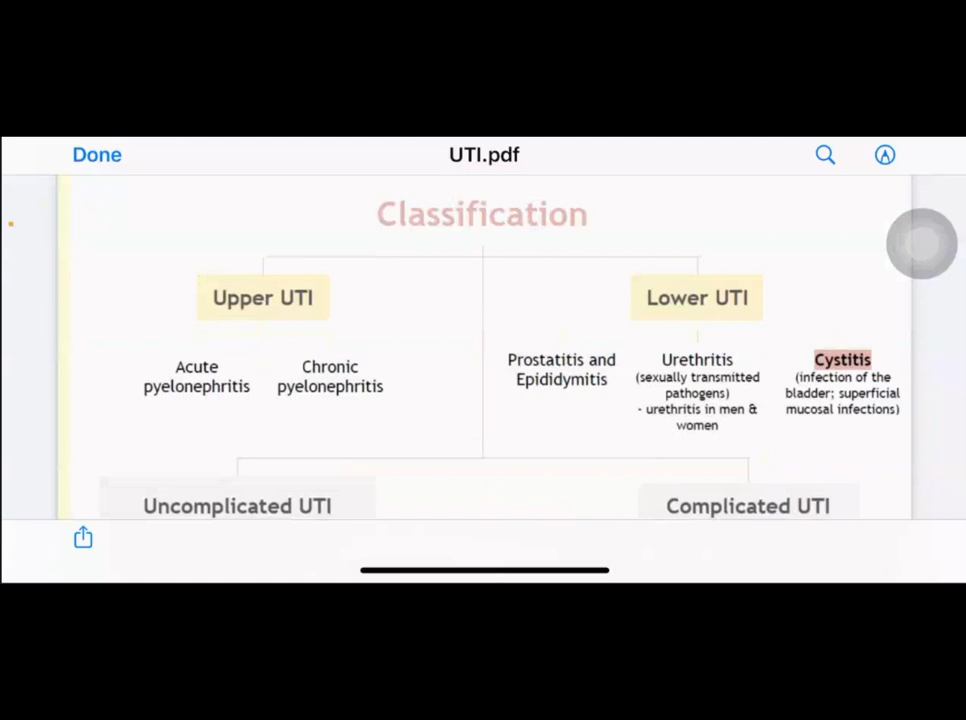 Done
UTI.pdf
Classification
Upper UTI
Lower UTI
Acute
pyelonephritis
Chronic
pyelonephritis
Prostatitis and
Epididymitis
Urethritis
(sexually transmitted
pathogens)
- urethritis in men &
women
Cystitis
(infection of the
bladder; superficial
mucosal infections)
Uncomplicated UTI
Complicated UTI